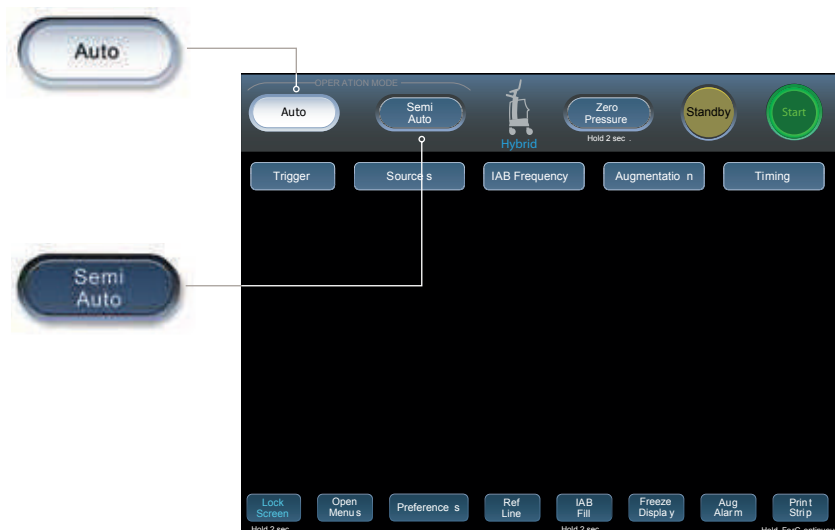 Auto
OPERATION MODE
Auto
Semi
Auto
Hybrid
Zero
Pressure
Hold 2 sec .
Standby
Start
Trigger
Source s
IAB Frequency
Augmentatio n
Timing
Semi
Auto
Lock
Screen
Hold 2 sec
Open
Menu s
Preference s
Ref
Line
IAB
Fill
Hold 2 sec
Freeze
Displa y
Aug
Alar m
Prin t
Stri p